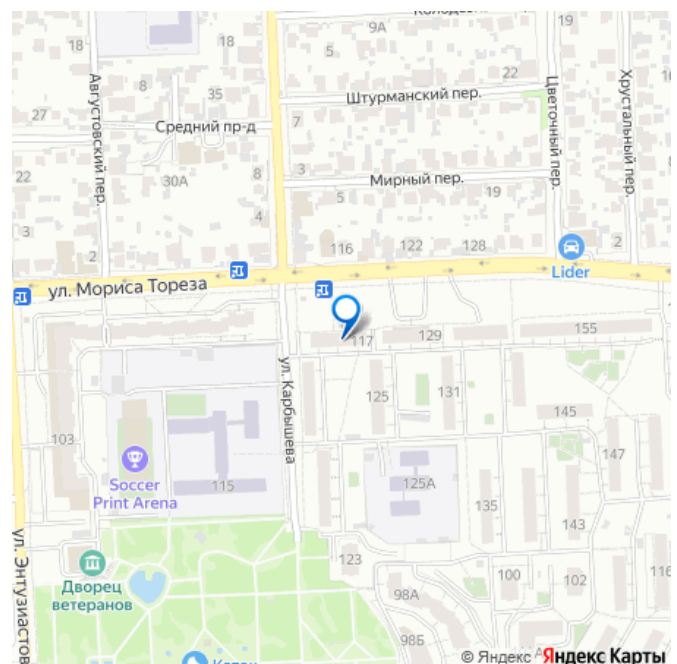 18
9А
18
5
22
8
35
Августовский пер.
Штурманский пер.
Цветочный пер.
Хрустальный пер.
27
Средний пр-д
7
22
30А
8
3
Мирный пер.
5
19
4
3
2
116
122
128
2
Lider
ул. Мориса Тореза
117
129
155
ул. Карбышева
125
131
145
103
147
Soccer
Print Arena
115
125А
135
143
ул. Энтузиастов
123
100
102
116
Дворец
ветеранов
98А
98Б
© Яндекс
Яндекс Карты